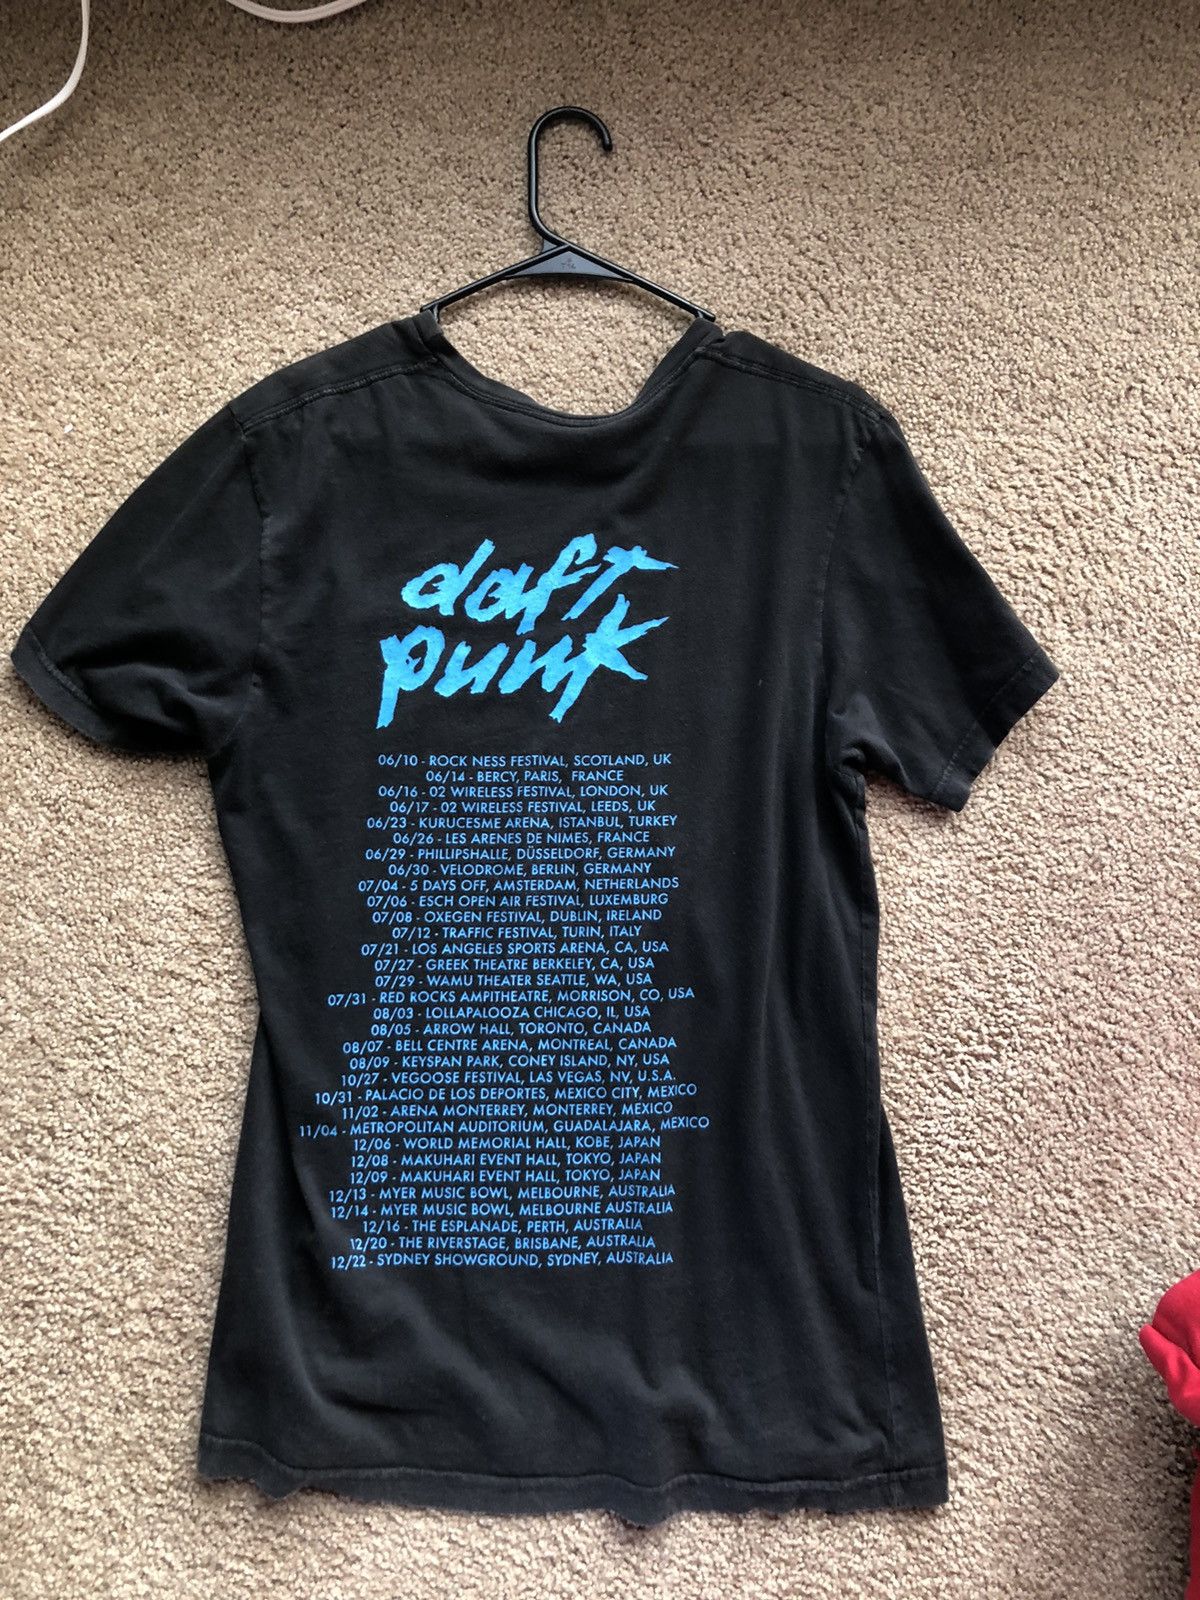 daft
punk
06/10 - ROCK NESS FESTIVAL, SCOTLAND, UK
06/14 - BERCY, PARIS, FRANCE
06/16 - 02 WIRELESS FESTIVAL, LONDON, UK
06/17 - 02 WIRELESS FESTIVAL, LEEDS, UK
06/23 - KURUCESME ARENA, ISTANBUL, TURKEY
06/26 - LES ARENES DE NIMES, FRANCE
06/29 - PHILLIPSHALLE, DÜSSELDORF, GERMANY
06/30 - VELODROME, BERLIN, GERMANY
07/04 - 5 DAYS OFF, AMSTERDAM, NETHERLANDS
07/06 - ESCH OPEN AIR FESTIVAL, LUXEMBURG
07/08 - OXEGEN FESTIVAL, DUBLIN, IRELAND
07/12 - TRAFFIC FESTIVAL, TURIN, ITALY
07/21 - LOS ANGELES SPORTS ARENA, CA, USA
07/27 - GREEK THEATRE BERKELEY, CA, USA
07/29 - WAMU THEATER SEATTLE, WA, USA
07/31 - RED ROCKS AMPITHEATRE, MORRISON, CO, USA
08/03 - LOLLAPALOOZA CHICAGO, IL, USA
08/05 - ARROW HALL, TORONTO, CANADA
08/07 - BELL CENTRE ARENA, MONTREAL, CANADA
08/09 - KEYSPAN PARK, CONEY ISLAND, NY, USA
10/27 - VEGOOSE FESTIVAL, LAS VEGAS, NV, U.S.A.
10/31 - PALACIO DE LOS DEPORTES, MEXICO CITY, MEXICO
11/02 - ARENA MONTERREY, MONTERREY, MEXICO
11/04 - METROPOLITAN AUDITORIUM, GUADALAJARA, MEXICO
12/06 - WORLD MEMORIAL HALL, KOBE, JAPAN
12/08 - MAKUHARI EVENT HALL, TOKYO, JAPAN
12/09 - MAKUHARI EVENT HALL, TOKYO, JAPAN
12/13 - MYER MUSIC BOWL, MELBOURNE, AUSTRALIA
12/14 - MYER MUSIC BOWL, MELBOURNE AUSTRALIA
12/16 - THE ESPLANADE, PERTH, AUSTRALIA
12/20 - THE RIVERSTAGE, BRISBANE, AUSTRALIA
12/22 - SYDNEY SHOWGROUND, SYDNEY, AUSTRALIA